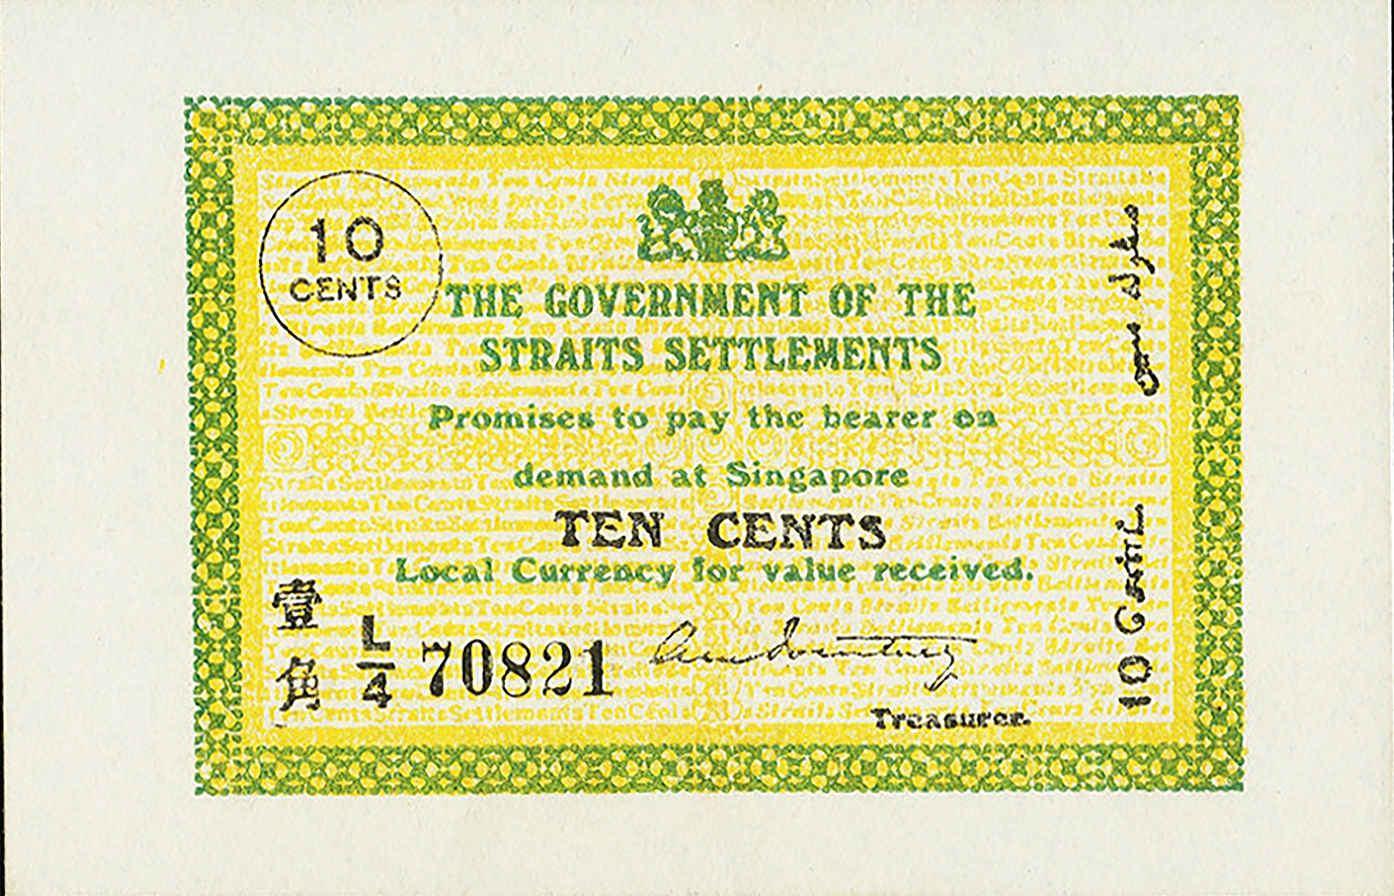 10
CENTS
THE GOVERNMENT OF THE
STRAITS SETTLEMENTS
Promises to pay the bearer on
demand at Singapore
TEN CENTS
Local Currency for value received.
壹
角
L/4 70821
Treasurer.
10